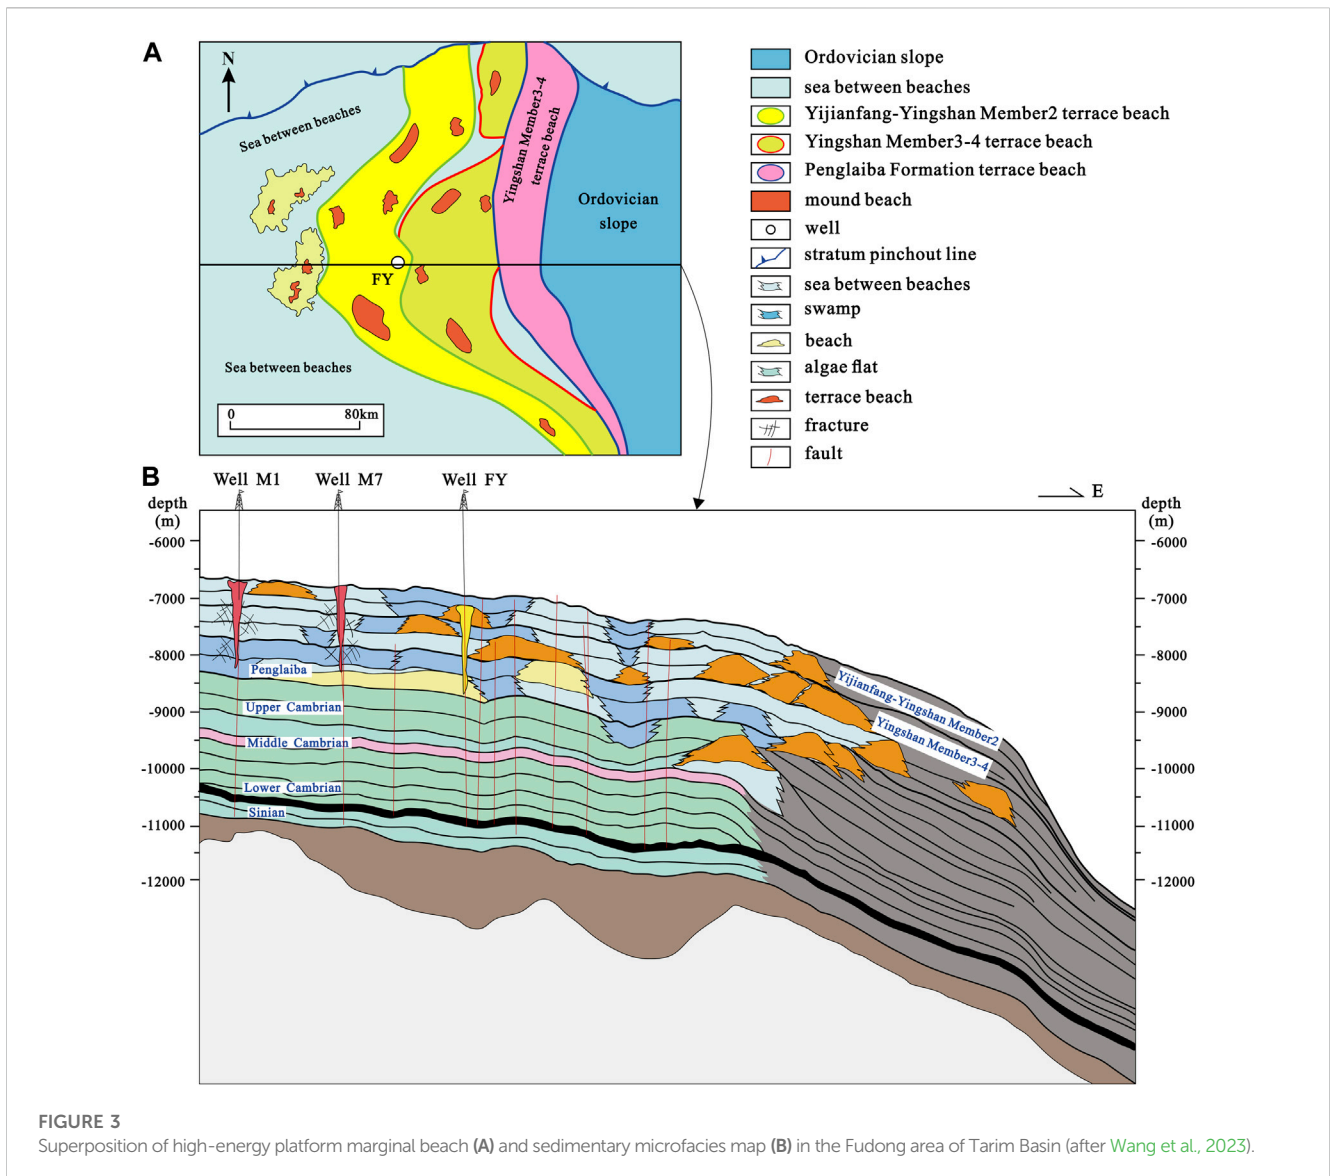 A
N
Sea between beaches
Yingshan Member3-4
terrace beach
Ordovician
slope
FY
Sea between beaches
0 80km
Ordovician slope
sea between beaches
Yijianfang-Yingshan Member2 terrace beach
Yingshan Member3-4 terrace beach
Penglaiba Formation terrace beach
mound beach
well
stratum pinchout line
sea between beaches
swamp
beach
algae flat
terrace beach
fracture
fault
B
Well M1 Well M7 Well FY
E
depth
(m)
-6000
-7000
-8000
-9000
-10000
-11000
-12000
Penglaiba
Upper Cambrian
Middle Cambrian
Lower Cambrian
Sinian
Yijianfang-Yingshan Member2
Yingshan Member3-4
depth
(m)
-6000
-7000
-8000
-9000
-10000
-11000
-12000
FIGURE 3
Superposition of high-energy platform marginal beach (A) and sedimentary microfacies map (B) in the Fudong area of Tarim Basin (after Wang et al., 2023).